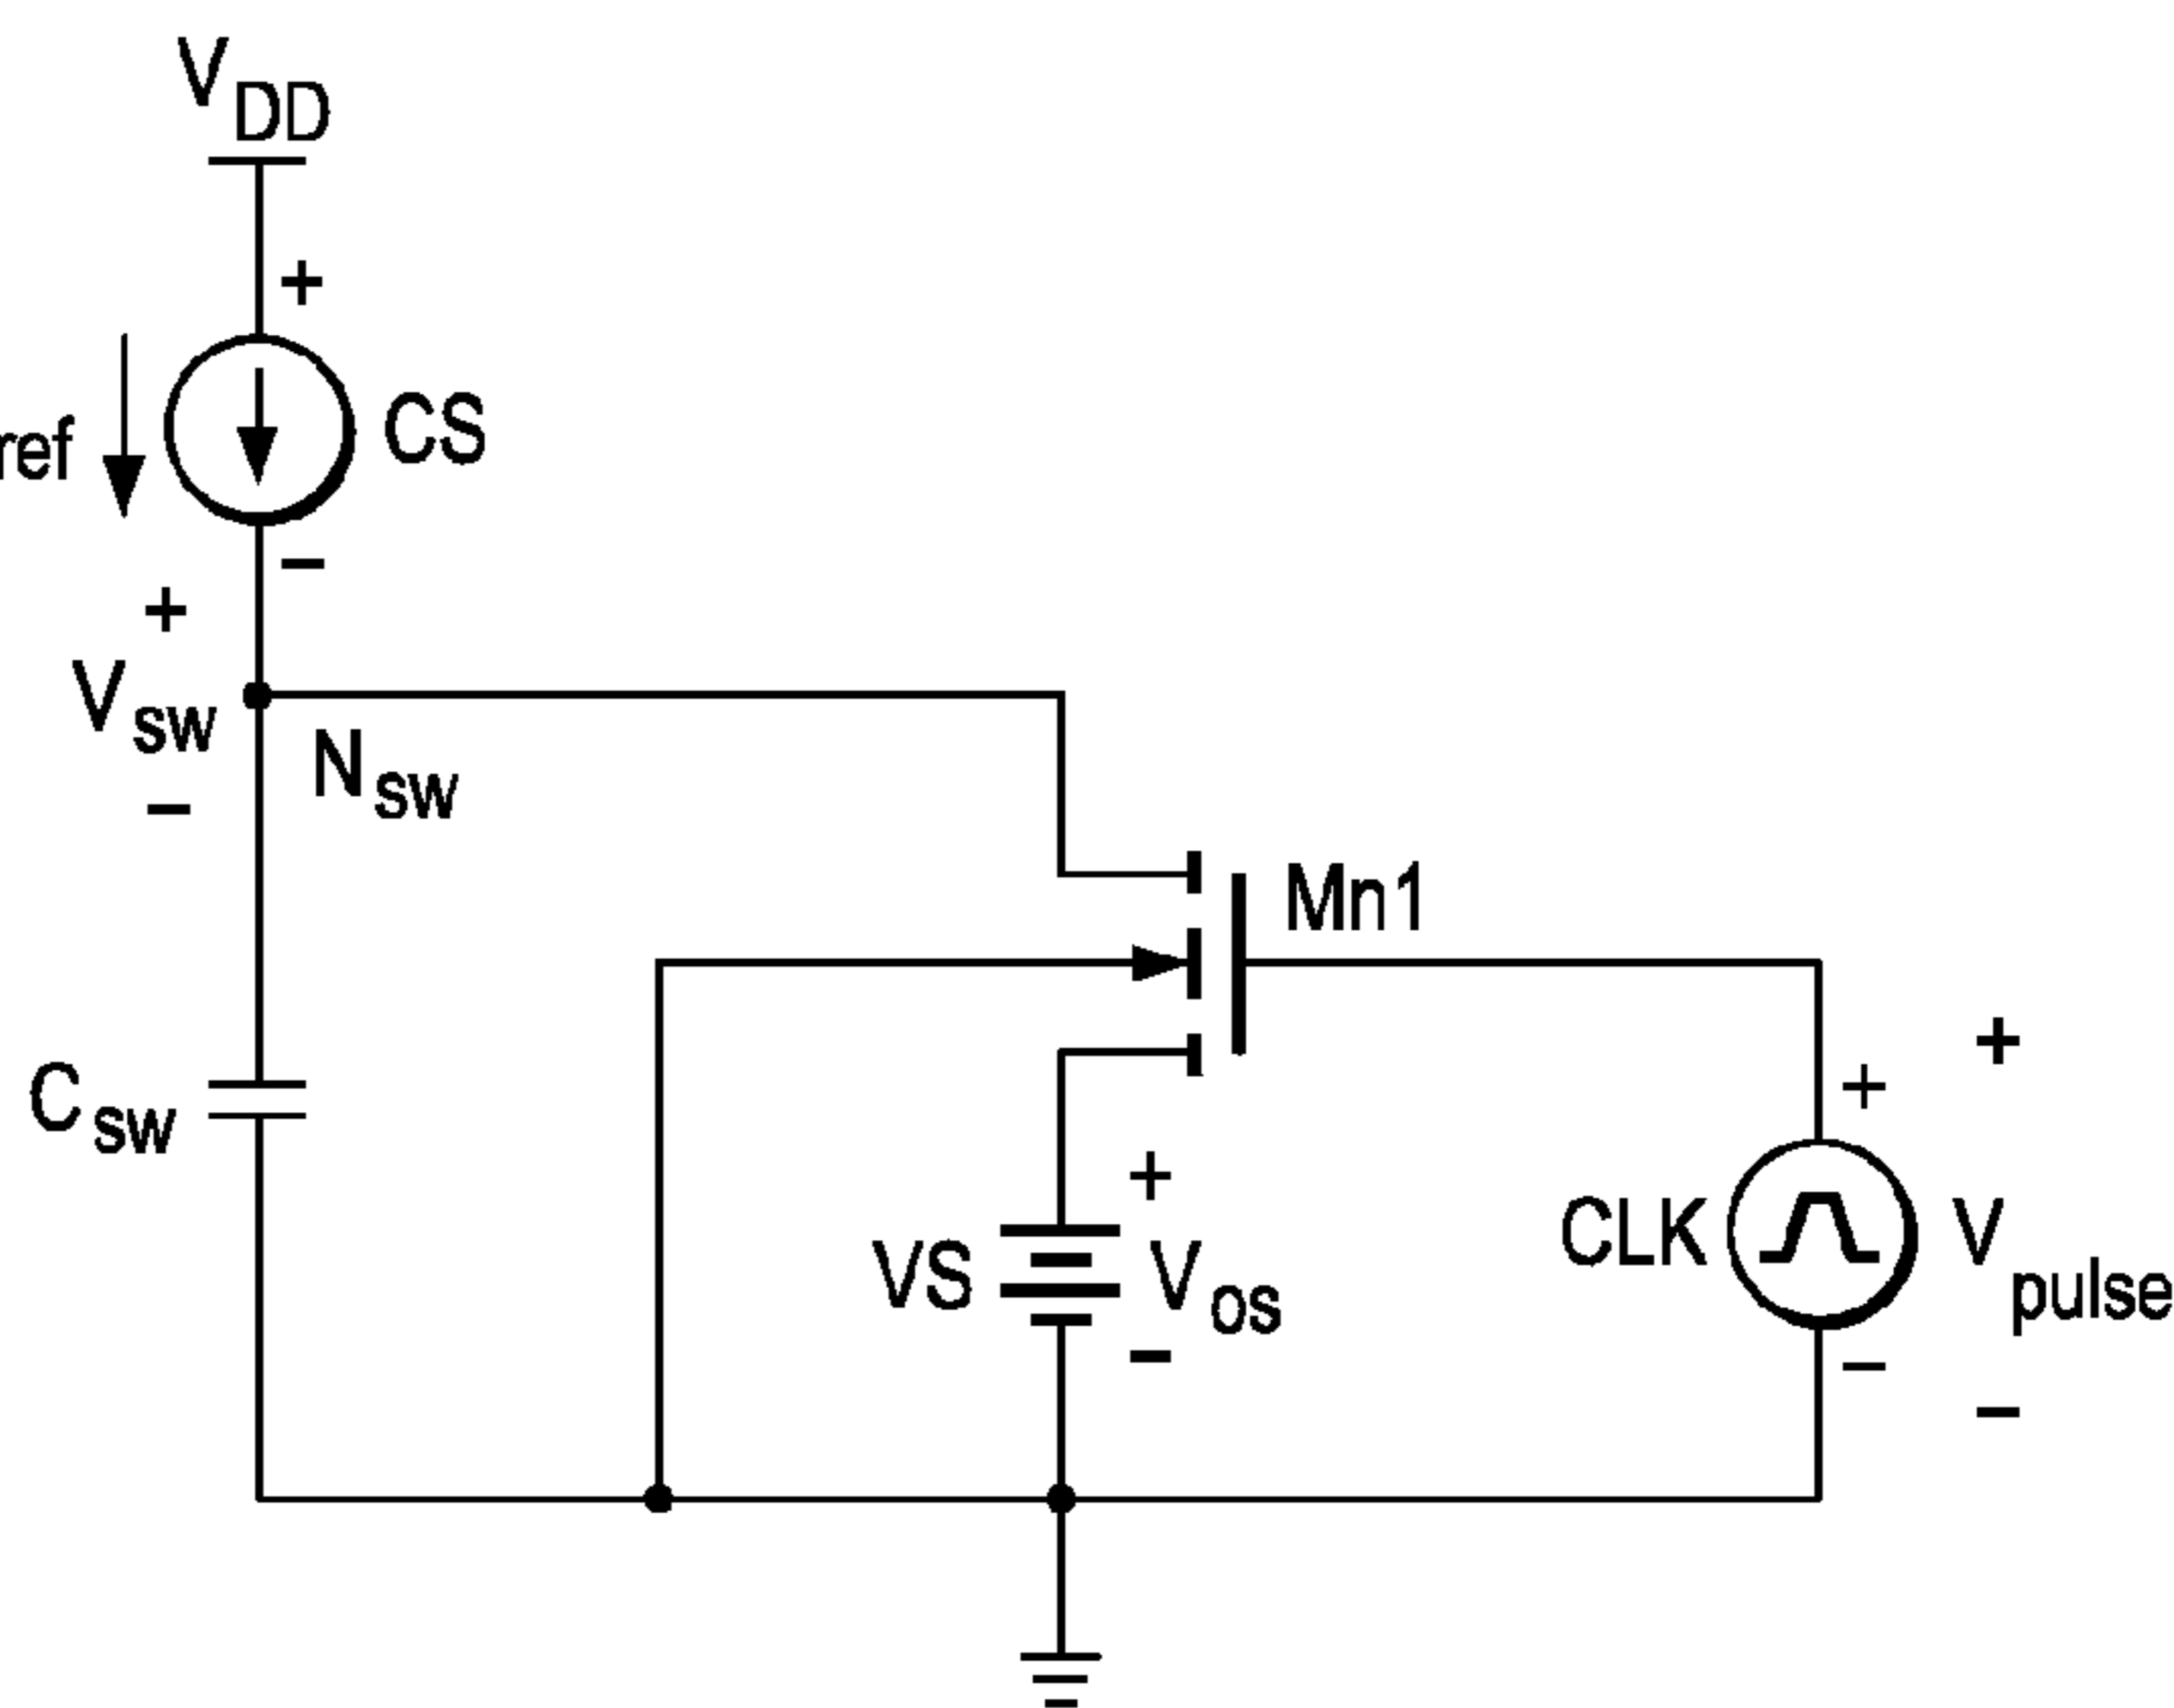 VDD
+
ref
CS
−
+
Vsw
−
Nsw
Mn1
Csw
+
+
+
VS
Vos
CLK
Vpulse
−
−
−